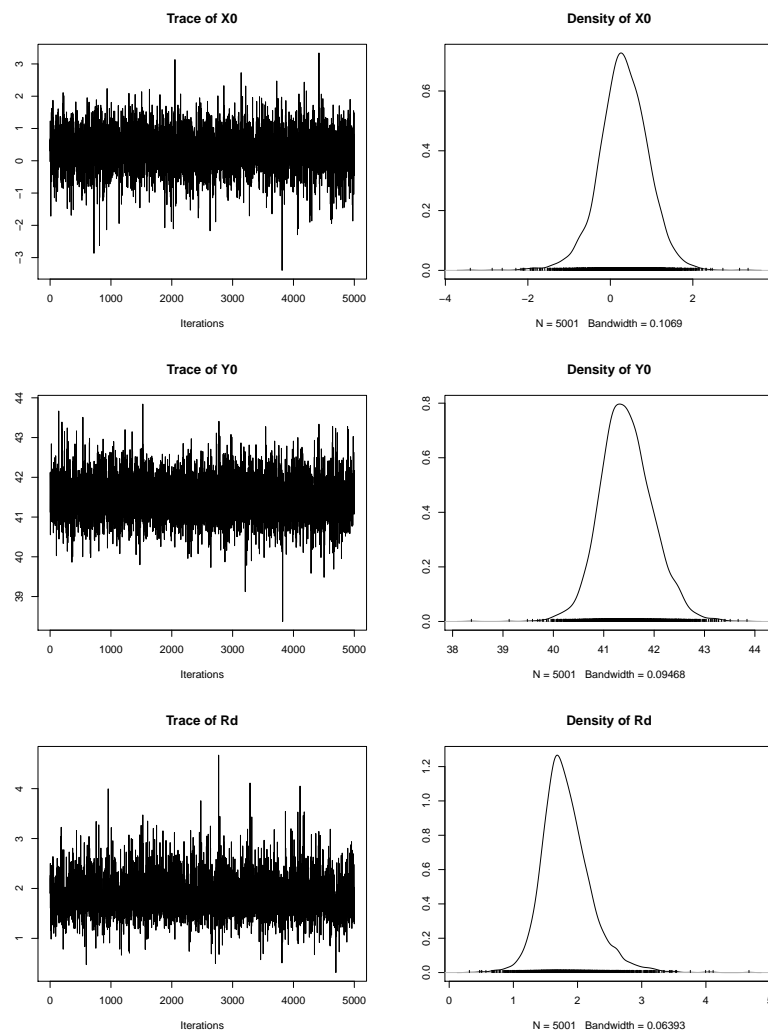 Trace of X0
3
2
1
0
−1
−2
−3
0 1000 2000 3000 4000 5000
Iterations
Density of X0
0.6
0.4
0.2
0.0
−4 −2 0 2
N = 5001 Bandwidth = 0.1069
Trace of Y0
44
43
42
41
40
39
0 1000 2000 3000 4000 5000
Iterations
Density of Y0
0.8
0.6
0.4
0.2
0.0
38 39 40 41 42 43 44
N = 5001 Bandwidth = 0.09468
Trace of Rd
4
3
2
1
0 1000 2000 3000 4000 5000
Iterations
Density of Rd
1.2
1.0
0.8
0.6
0.4
0.2
0.0
0 1 2 3 4
N = 5001 Bandwidth = 0.06393